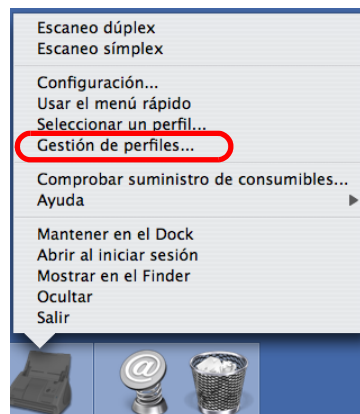 Escaneo dúplex
Escaneo símplex
Configuración...
Usar el menú rápido
Seleccionar un perfil...
Gestión de perfiles...
Comprobar suministro de consumibles...
Ayuda
Mantener en el Dock
Abrir al iniciar sesión
Mostrar en el Finder
Ocultar
Salir
@